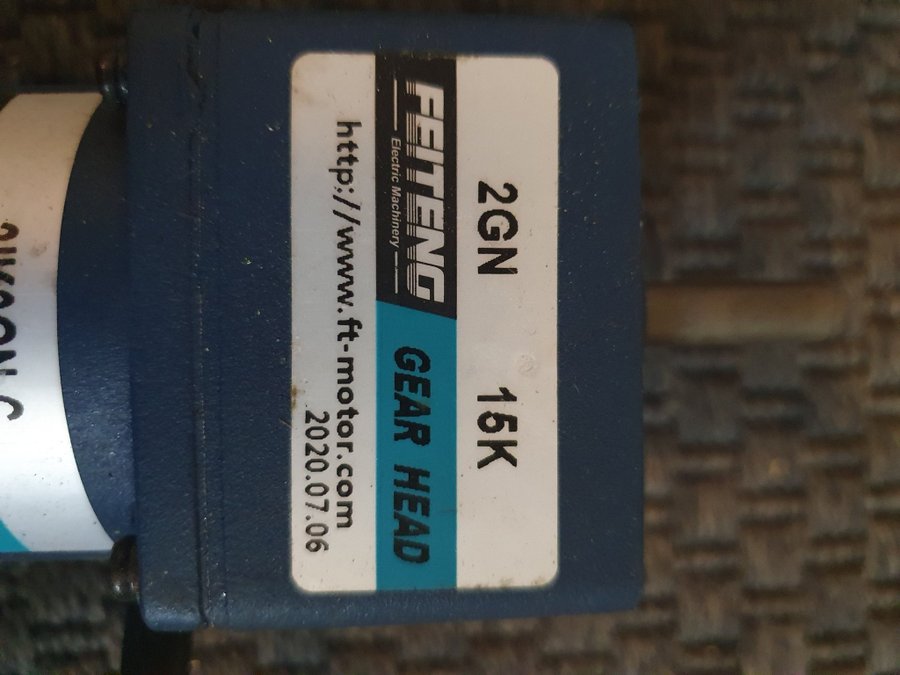 2GN 15K
FEITENG
Electric Machinery
GEAR HEAD
http://www.ft-motor.com
2020.07.06